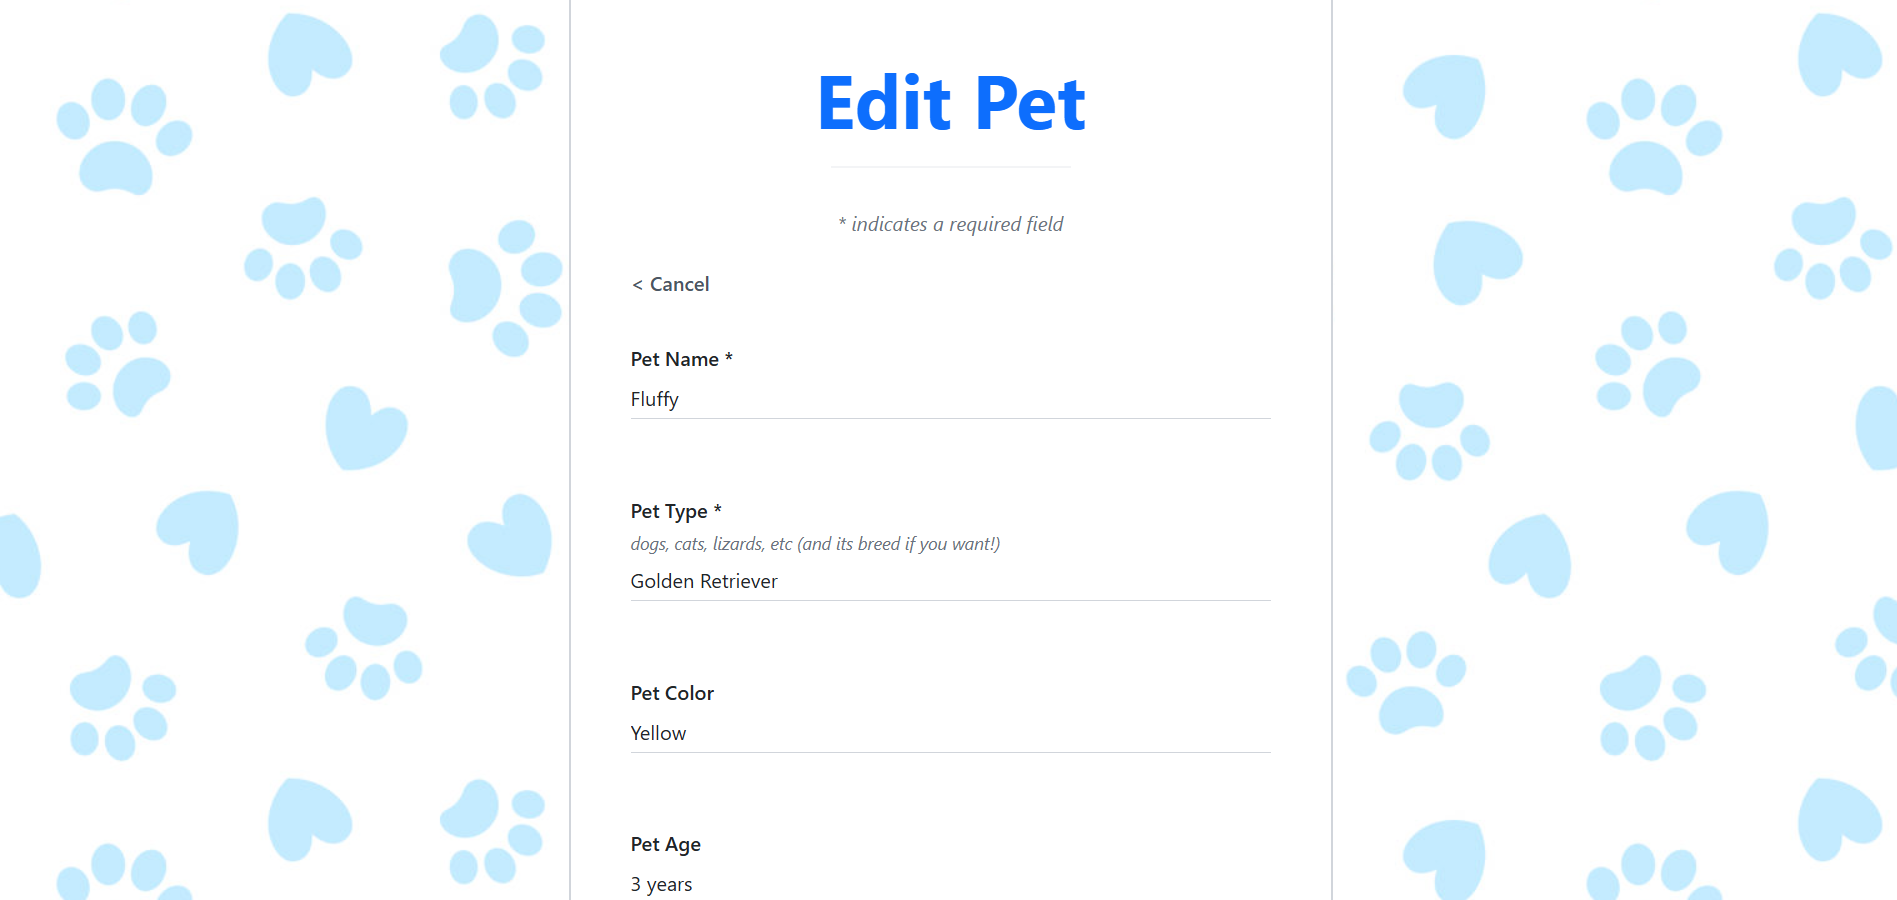 Edit Pet
* indicates a required field
< Cancel
Pet Name *
Fluffy
Pet Type *
dogs, cats, lizards, etc (and its breed if you want!)
Golden Retriever
Pet Color
Yellow
Pet Age
3 years